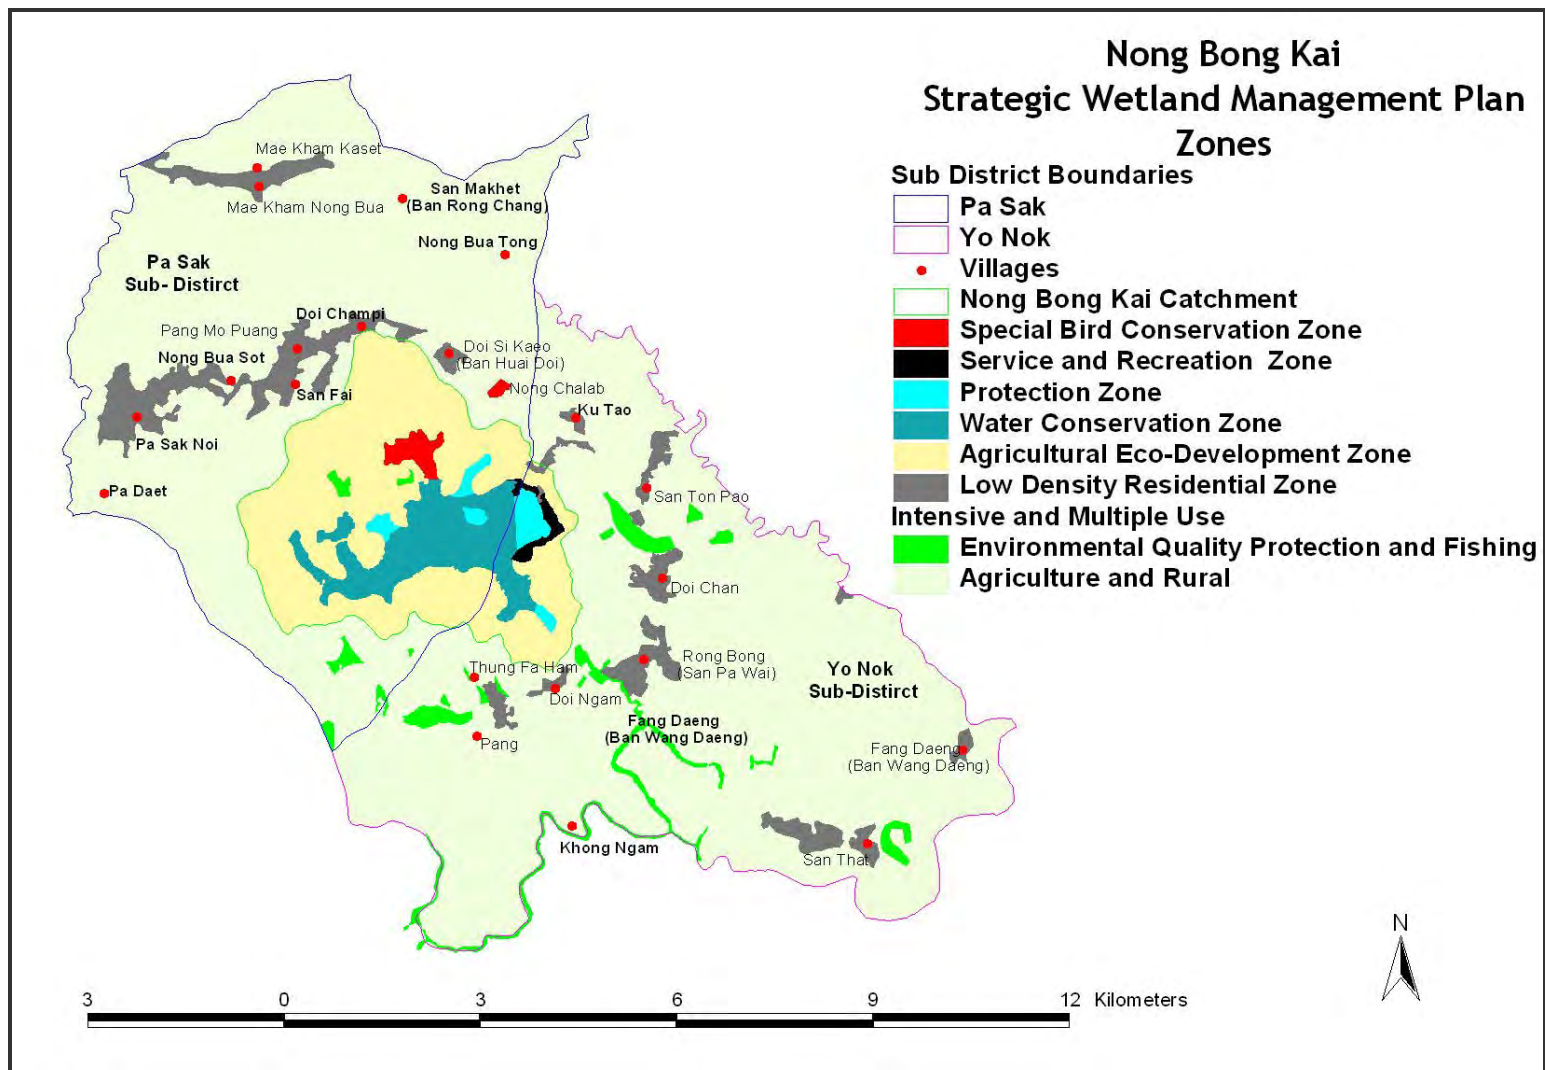 Nong Bong Kai
Strategic Wetland Management Plan
Zones
Sub District Boundaries
Pa Sak
Yo Nok
Villages
Nong Bong Kai Catchment
Special Bird Conservation Zone
Service and Recreation Zone
Protection Zone
Water Conservation Zone
Agricultural Eco-Development Zone
Low Density Residential Zone
Intensive and Multiple Use
Environmental Quality Protection and Fishing
Agriculture and Rural
Mae Kham Kaset
Mae Kham Nong Bua
San Makhet
(Ban Rong Chang)
Nong Bua Tong
Pa Sak
Sub- Distirct
Doi Champi
Pang Mo Puang
Nong Bua Sot
San Fai
Doi Si Kaeo
(Ban Huai Doi)
Nong Chalab
Ku Tao
Pa Sak Noi
Pa Daet
San Ton Pao
Doi Chan
Rong Bong
(San Pa Wai)
Thung Fa Ham
Doi Ngam
Yo Nok
Sub-Distirct
Fang Daeng
(Ban Wang Daeng)
Pang
Fang Daeng
(Ban Wang Daeng)
Khong Ngam
San That
N
3 0 3 6 9 12 Kilometers